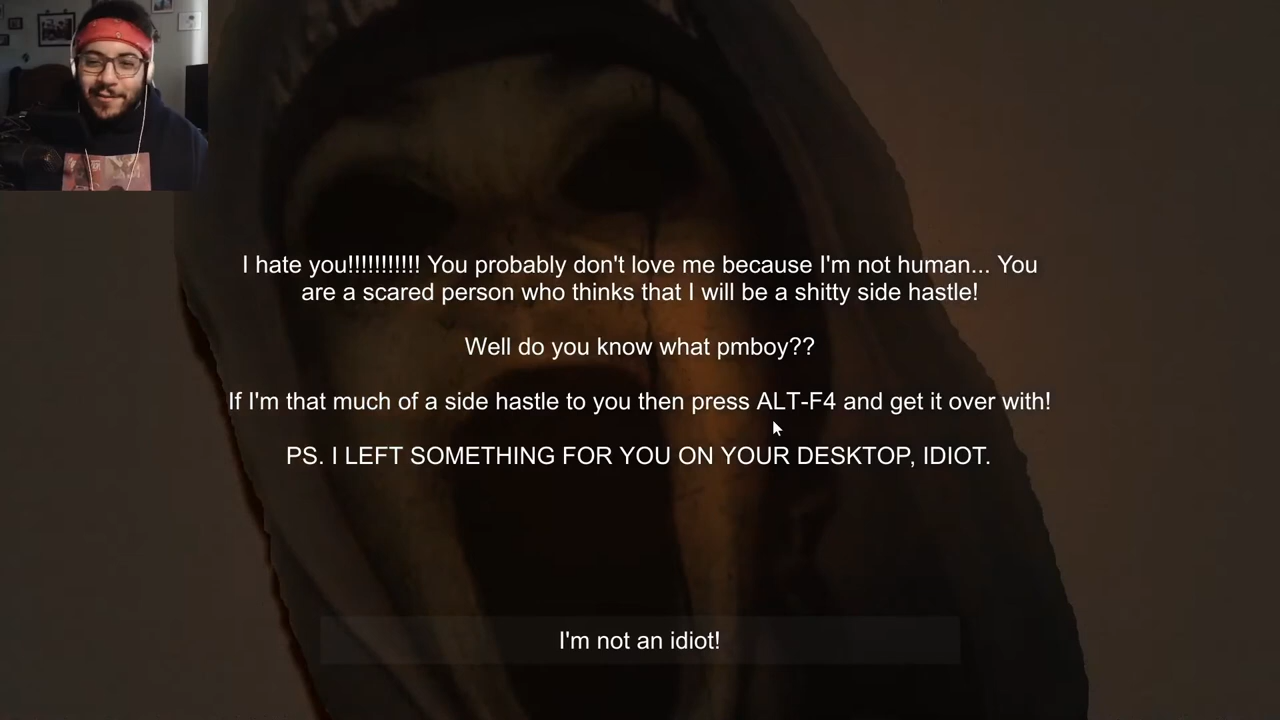 I hate you!!!!!!!!!!! You probably don't love me because I'm not human... You
are a scared person who thinks that I will be a shitty side hastle!
Well do you know what pmboy??
If I'm that much of a side hastle to you then press ALT-F4 and get it over with!
PS. I LEFT SOMETHING FOR YOU ON YOUR DESKTOP, IDIOT.
I'm not an idiot!